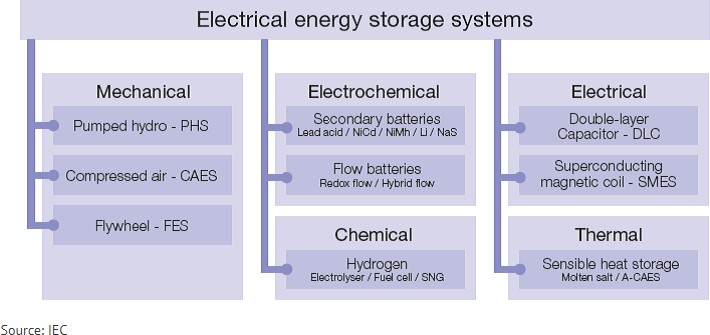 Electrical energy storage systems
Mechanical
Pumped hydro - PHS
Compressed air - CAES
Flywheel - FES
Electrochemical
Secondary batteries
Lead acid / NiCd / NiMh / Li / NaS
Flow batteries
Redox flow / Hybrid flow
Chemical
Hydrogen
Electrolyser / Fuel cell / SNG
Electrical
Double-layer
Capacitor - DLC
Superconducting
magnetic coil - SMES
Thermal
Sensible heat storage
Molten salt / A-CAES
Source: IEC